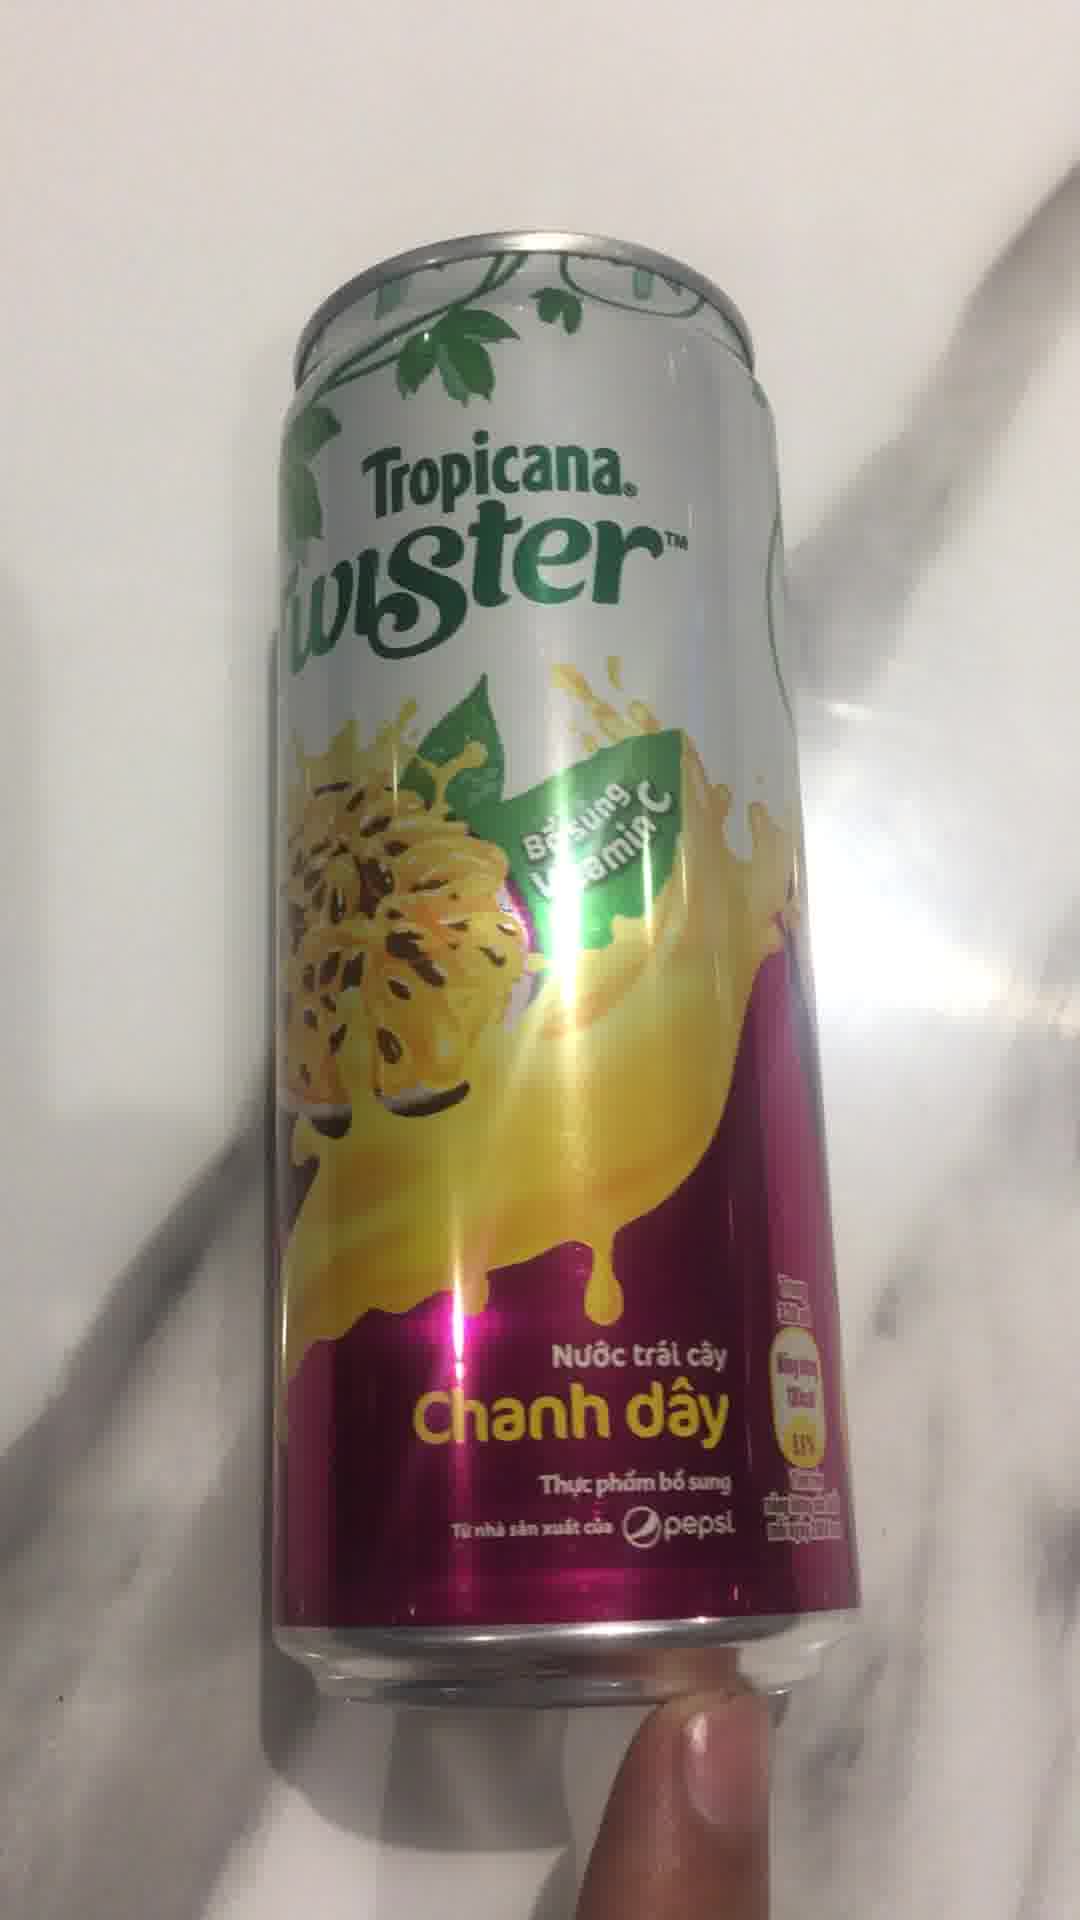 Tropicana®
Twister™
Bổ sung
Vitamin C
Nước trái cây
Chanh dây
Thực phẩm bổ sung
Từ nhà sản xuất của pepsi